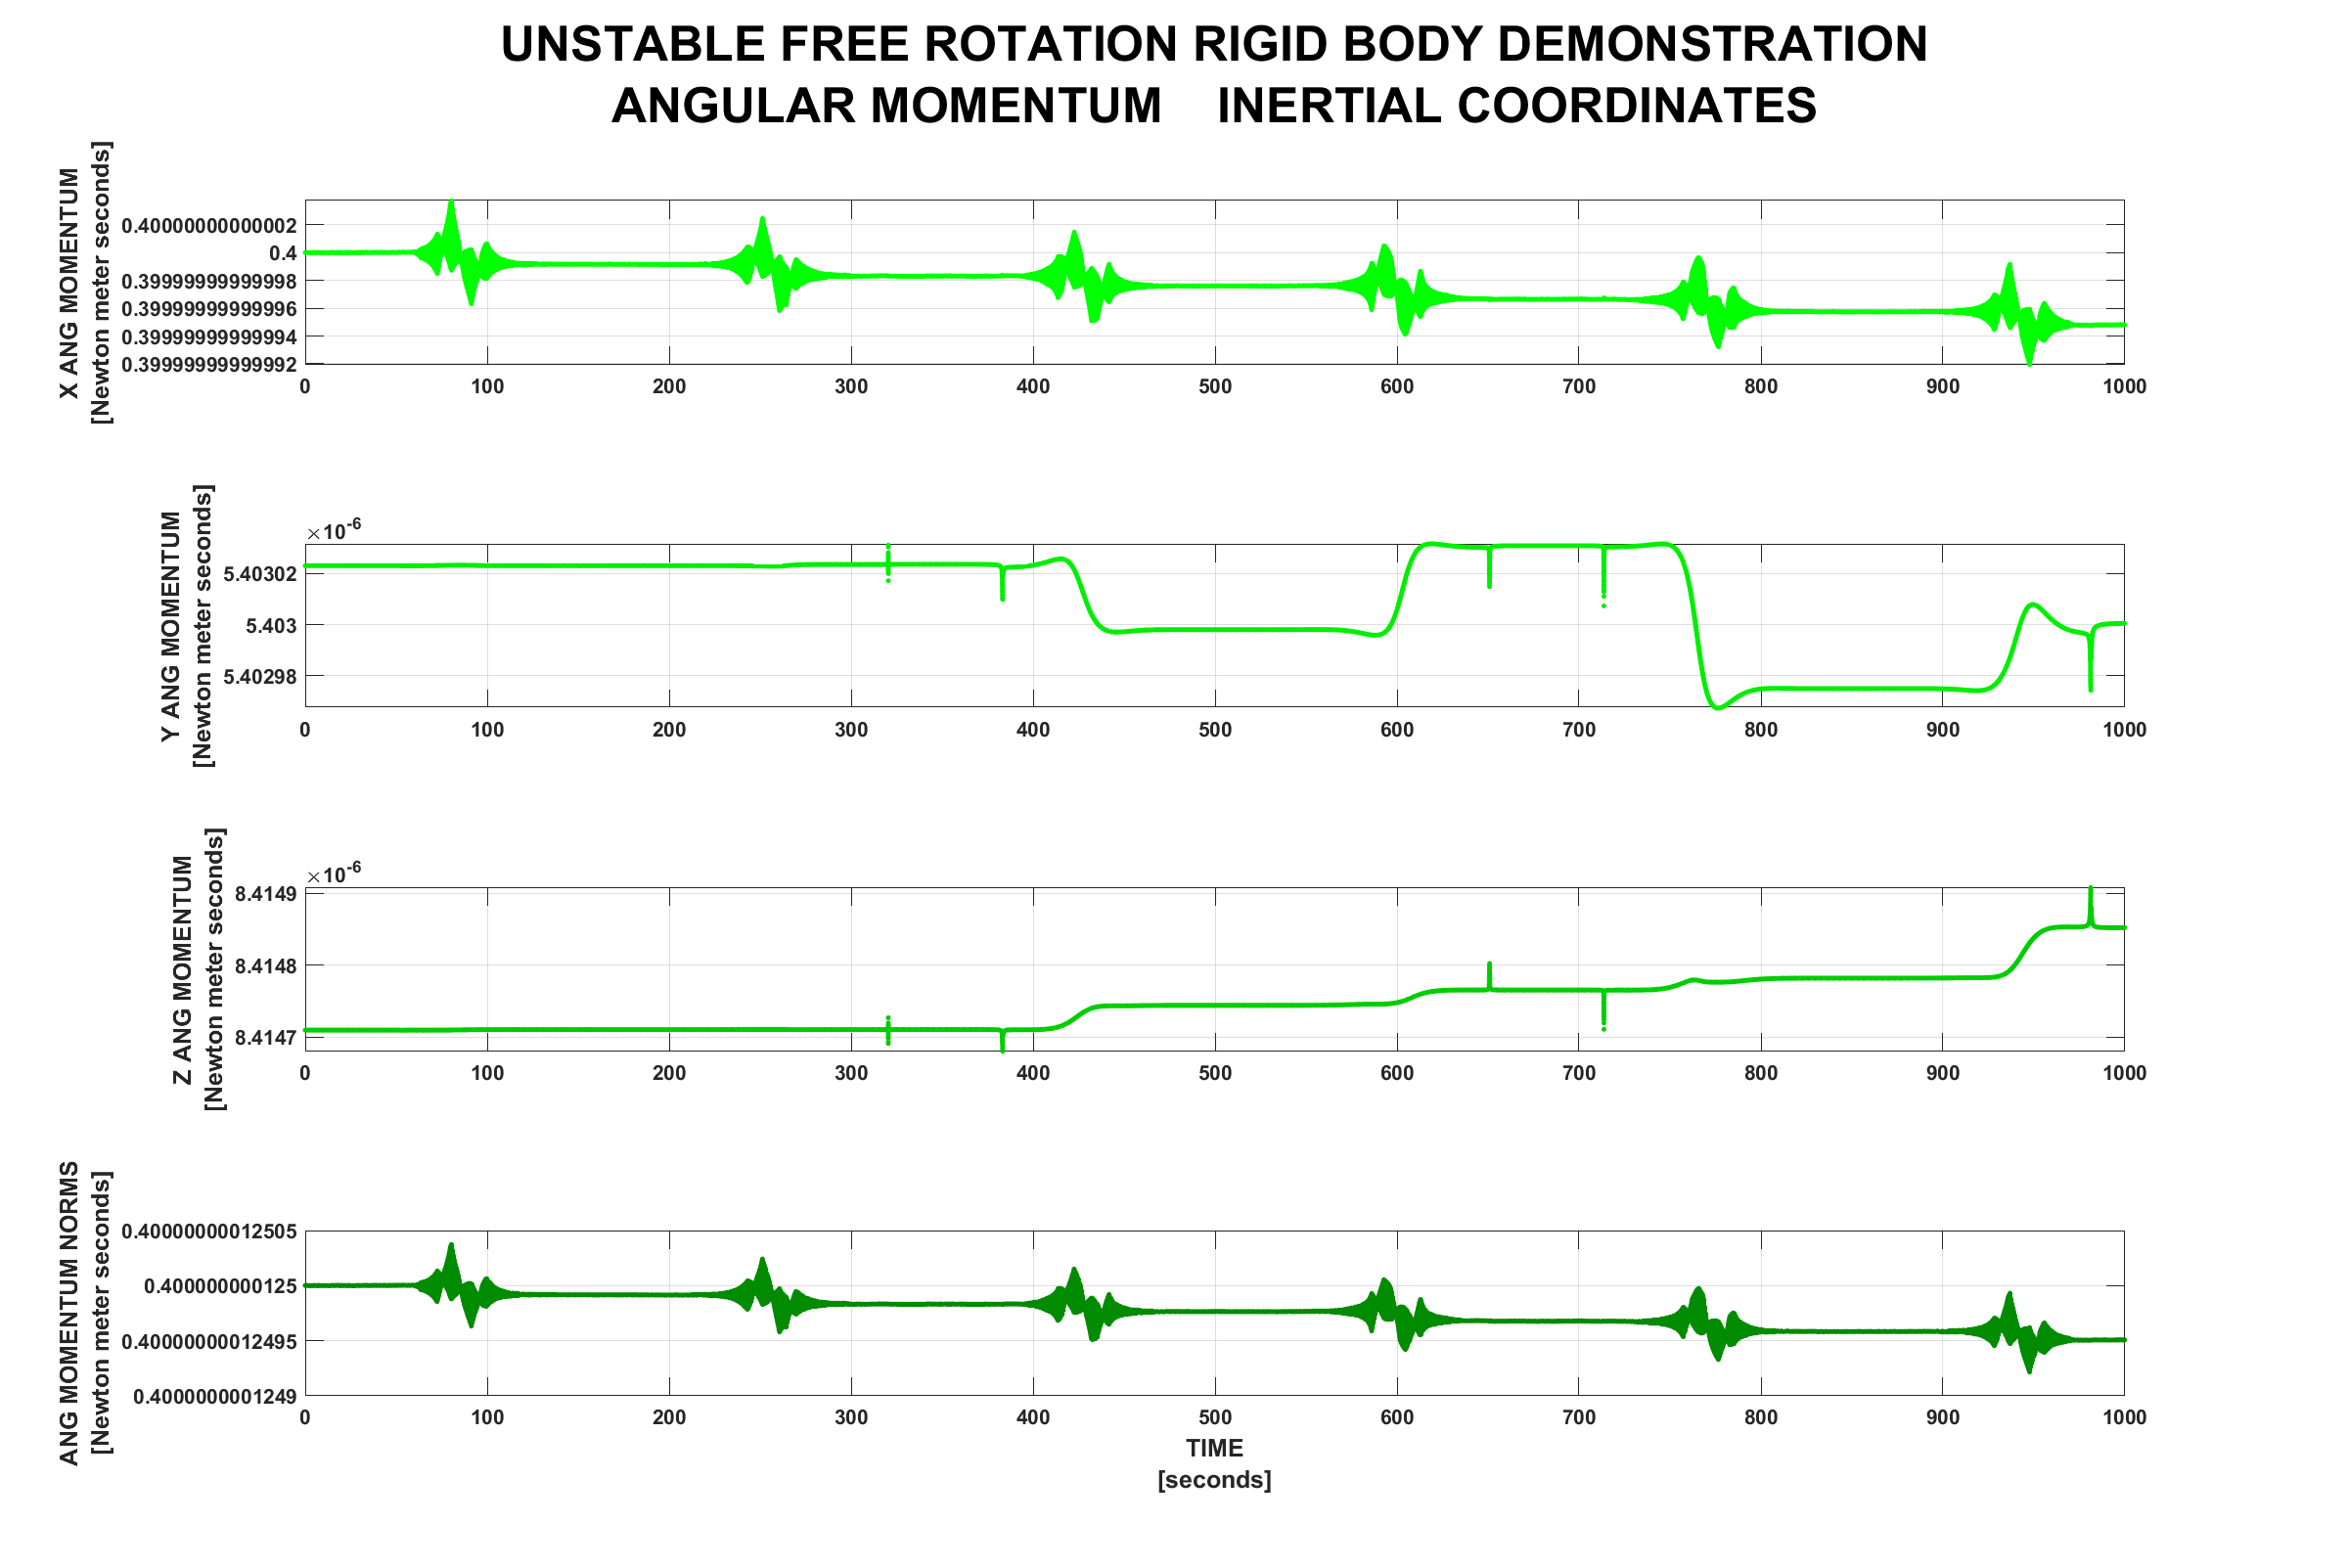 UNSTABLE FREE ROTATION RIGID BODY DEMONSTRATION
ANGULAR MOMENTUM    INERTIAL COORDINATES
X ANG MOMENTUM
[Newton meter seconds]
0.40000000000002
0.4
0.39999999999998
0.39999999999996
0.39999999999994
0.39999999999992
0 100 200 300 400 500 600 700 800 900 1000
Y ANG MOMENTUM
[Newton meter seconds]
×10-6
5.40302
5.403
5.40298
0 100 200 300 400 500 600 700 800 900 1000
Z ANG MOMENTUM
[Newton meter seconds]
×10-6
8.4149
8.4148
8.4147
0 100 200 300 400 500 600 700 800 900 1000
ANG MOMENTUM NORMS
[Newton meter seconds]
0.40000000012505
0.400000000125
0.40000000012495
0.4000000001249
0 100 200 300 400 500 600 700 800 900 1000
TIME
[seconds]